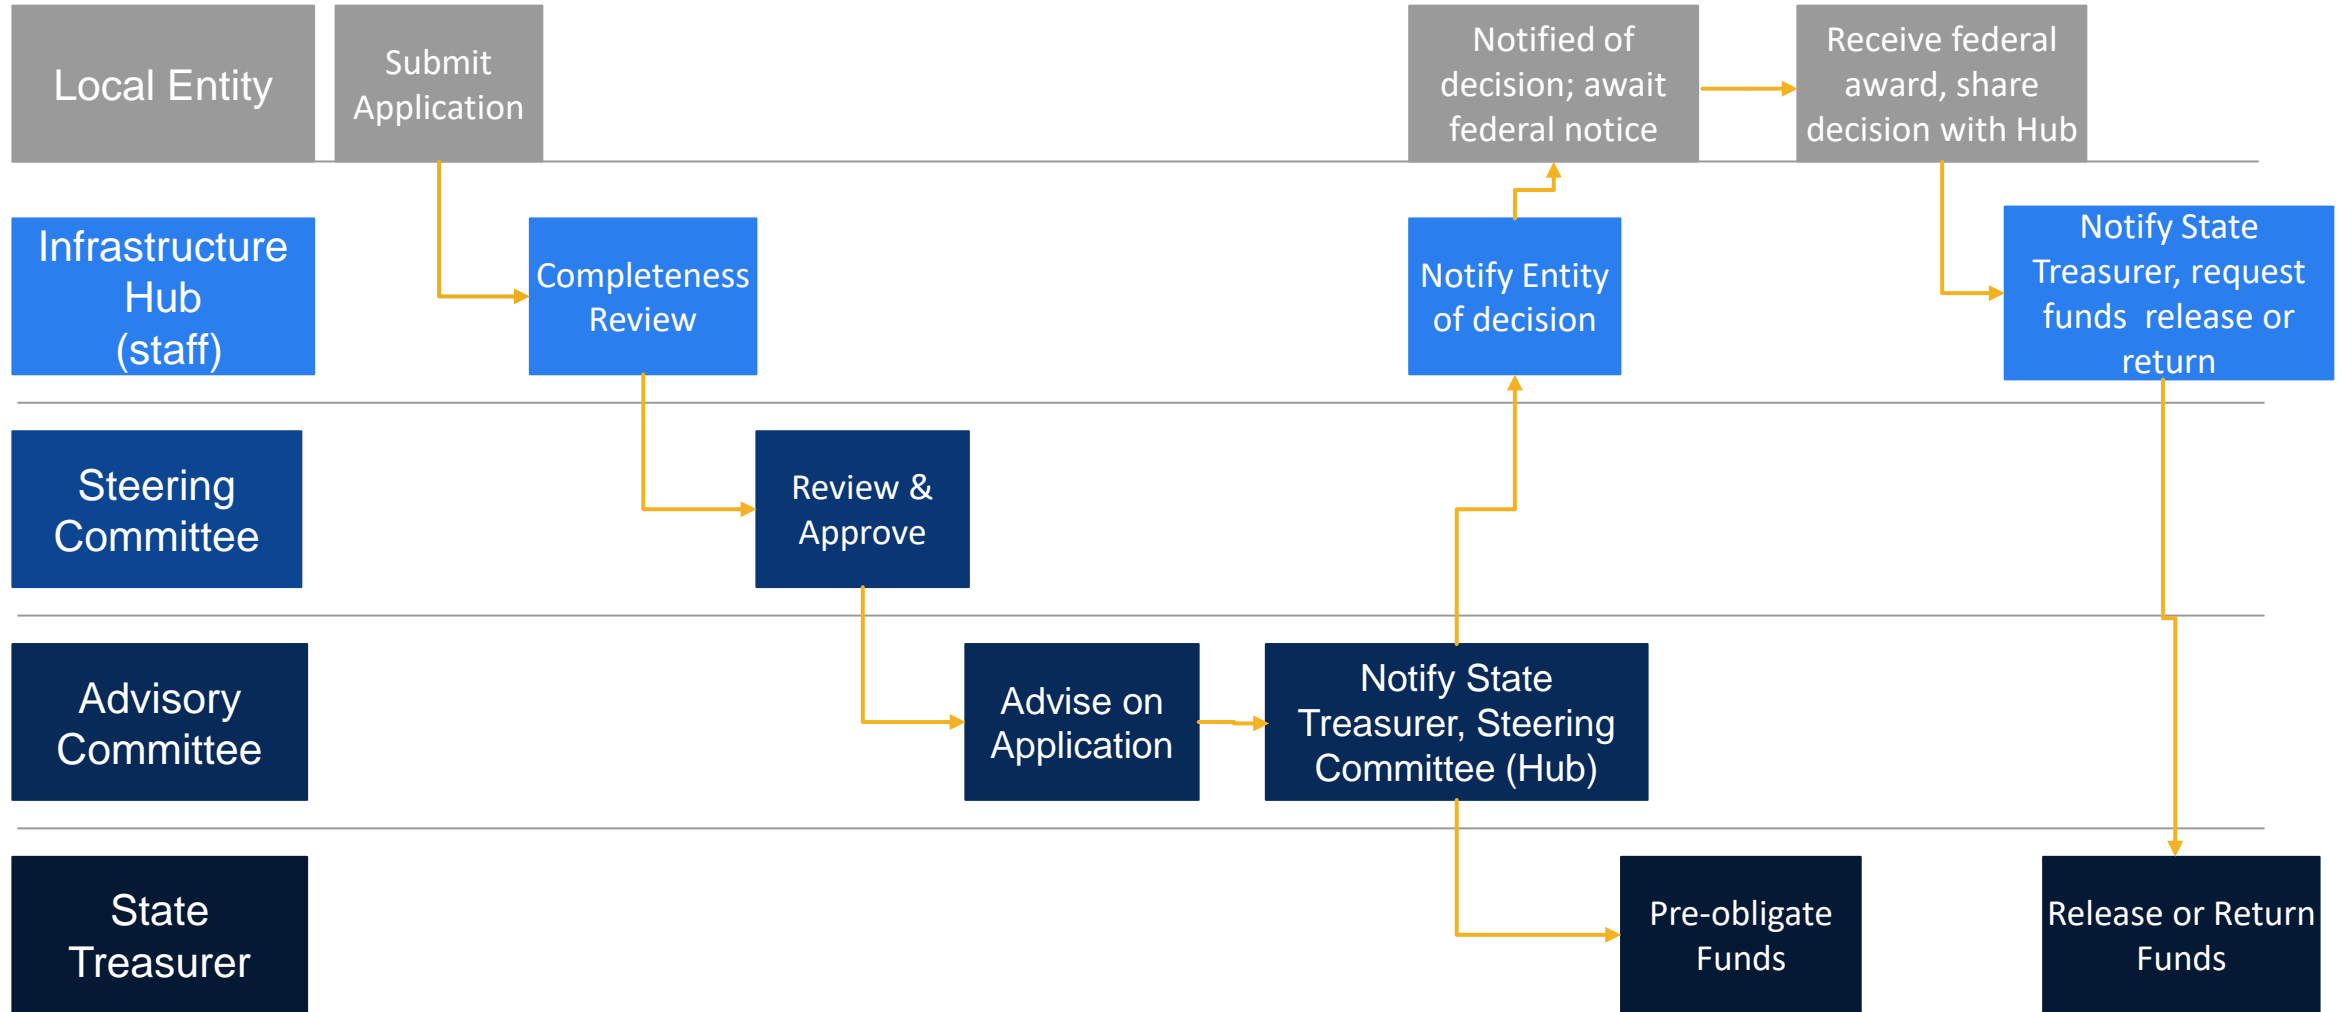 Local Entity
Submit
Application
Notified of
decision; await
federal notice
Receive federal
award, share
decision with Hub
Infrastructure
Hub
(staff)
Completeness
Review
Notify Entity
of decision
Notify State
Treasurer, request
funds  release or
return
Steering
Committee
Review &
Approve
Advisory
Committee
Advise on
Application
Notify State
Treasurer, Steering
Committee (Hub)
State
Treasurer
Pre-obligate
Funds
Release or Return
Funds